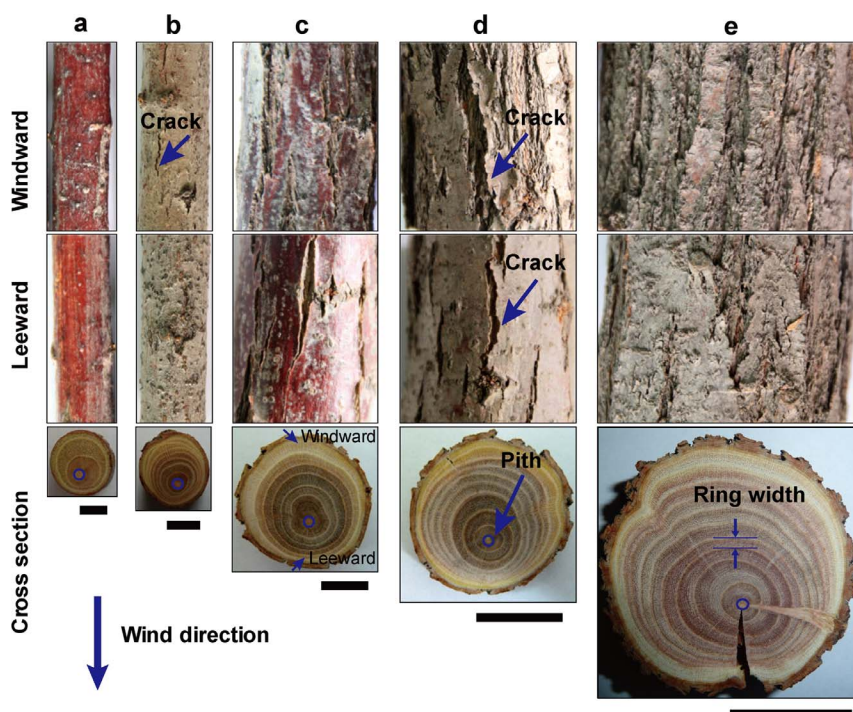 a b c d e
Windward
Crack
Crack
Leeward
Crack
Cross section
Windward
Leeward
Pith
Ring width
Wind direction